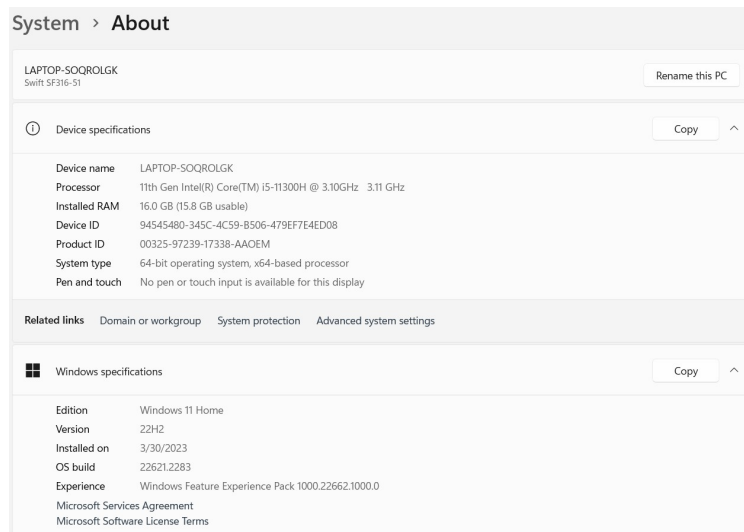 System > About
LAPTOP-SOQROLGK
Swift SF316-51
Rename this PC
Device specifications
Copy
Device name LAPTOP-SOQROLGK
Processor 11th Gen Intel(R) Core(TM) i5-11300H @ 3.10GHz 3.11 GHz
Installed RAM 16.0 GB (15.8 GB usable)
Device ID 94545480-345C-4C59-B506-479EF7E4ED08
Product ID 00325-97239-17338-AAOEM
System type 64-bit operating system, x64-based processor
Pen and touch No pen or touch input is available for this display
Related links Domain or workgroup System protection Advanced system settings
Windows specifications
Copy
Edition Windows 11 Home
Version 22H2
Installed on 3/30/2023
OS build 22621.2283
Experience Windows Feature Experience Pack 1000.22662.1000.0
Microsoft Services Agreement
Microsoft Software License Terms